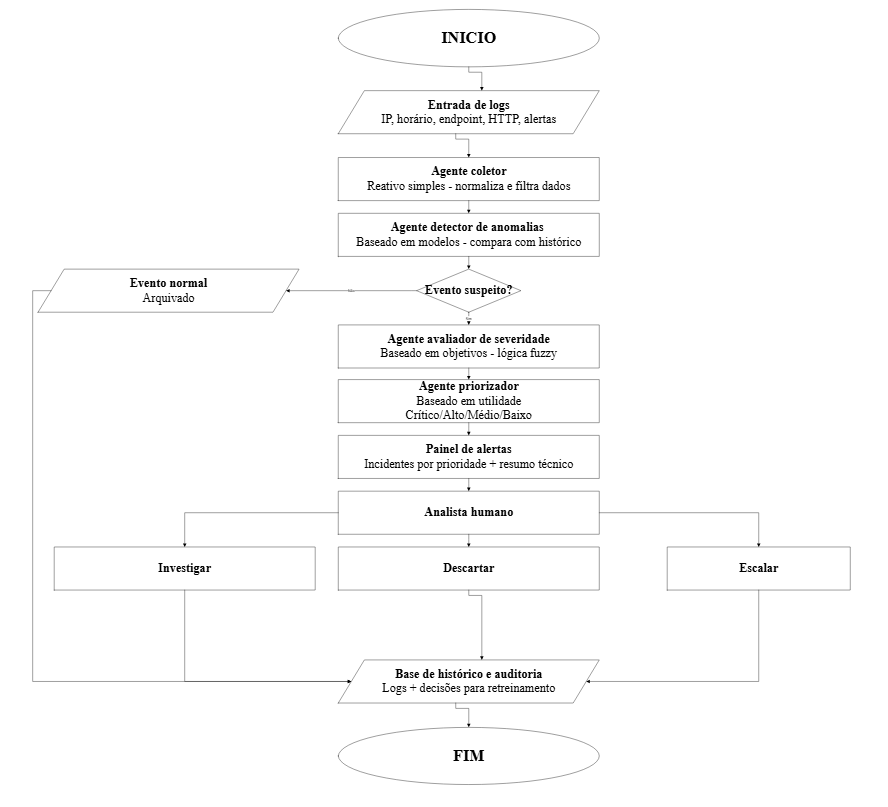 INICIO
Entrada de logs
IP, horário, endpoint, HTTP, alertas
Agente coletor
Reativo simples - normaliza e filtra dados
Agente detector de anomalias
Baseado em modelos - compara com histórico
Evento normal
Arquivado
Evento suspeito?
Agente avaliador de severidade
Baseado em objetivos - lógica fuzzy
Agente priorizador
Baseado em utilidade
Crítico/Alto/Médio/Baixo
Painel de alertas
Incidentes por prioridade + resumo técnico
Analista humano
Investigar
Descartar
Escalar
Base de histórico e auditoria
Logs + decisões para retreinamento
FIM